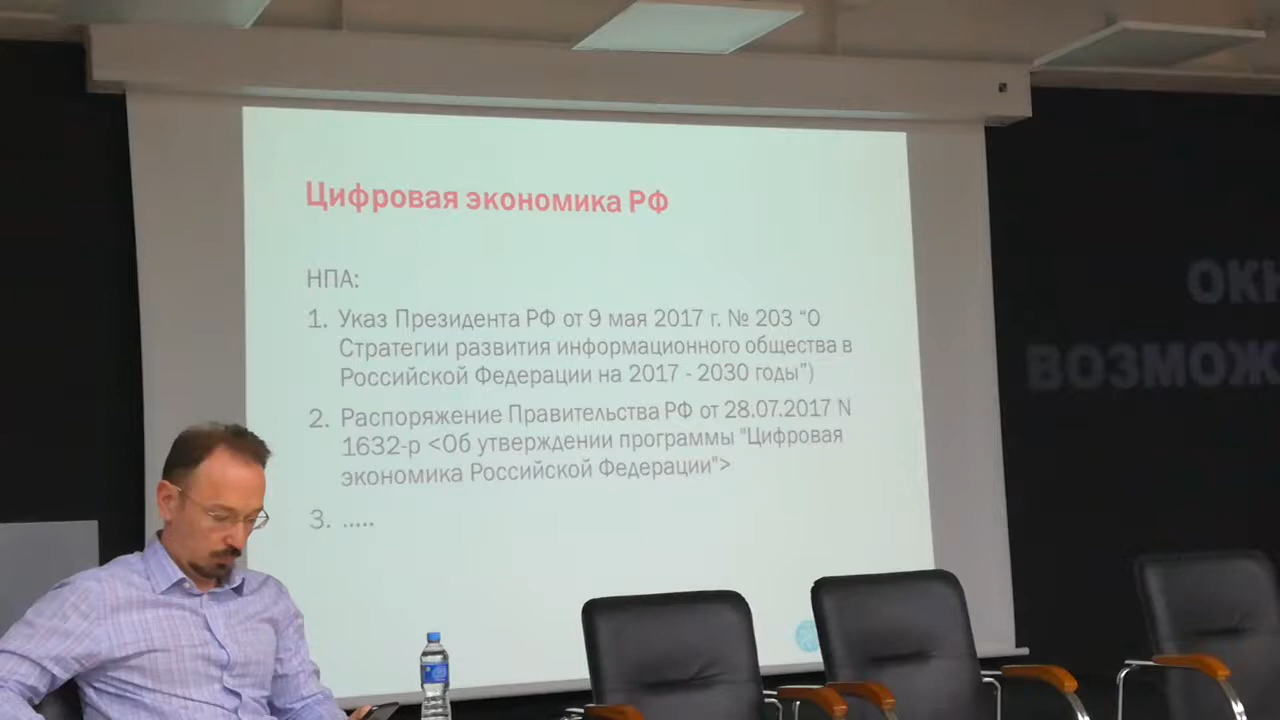 Цифровая экономика РФ
НПА:
1. Указ Президента РФ от 9 мая 2017 г. № 203 “О
Стратегии развития информационного общества в
Российской Федерации на 2017 - 2030 годы”)
2. Распоряжение Правительства РФ от 28.07.2017 N
1632-р <Об утверждении программы "Цифровая
экономика Российской Федерации">
3. .....
ОКН
ВОЗМОЖ